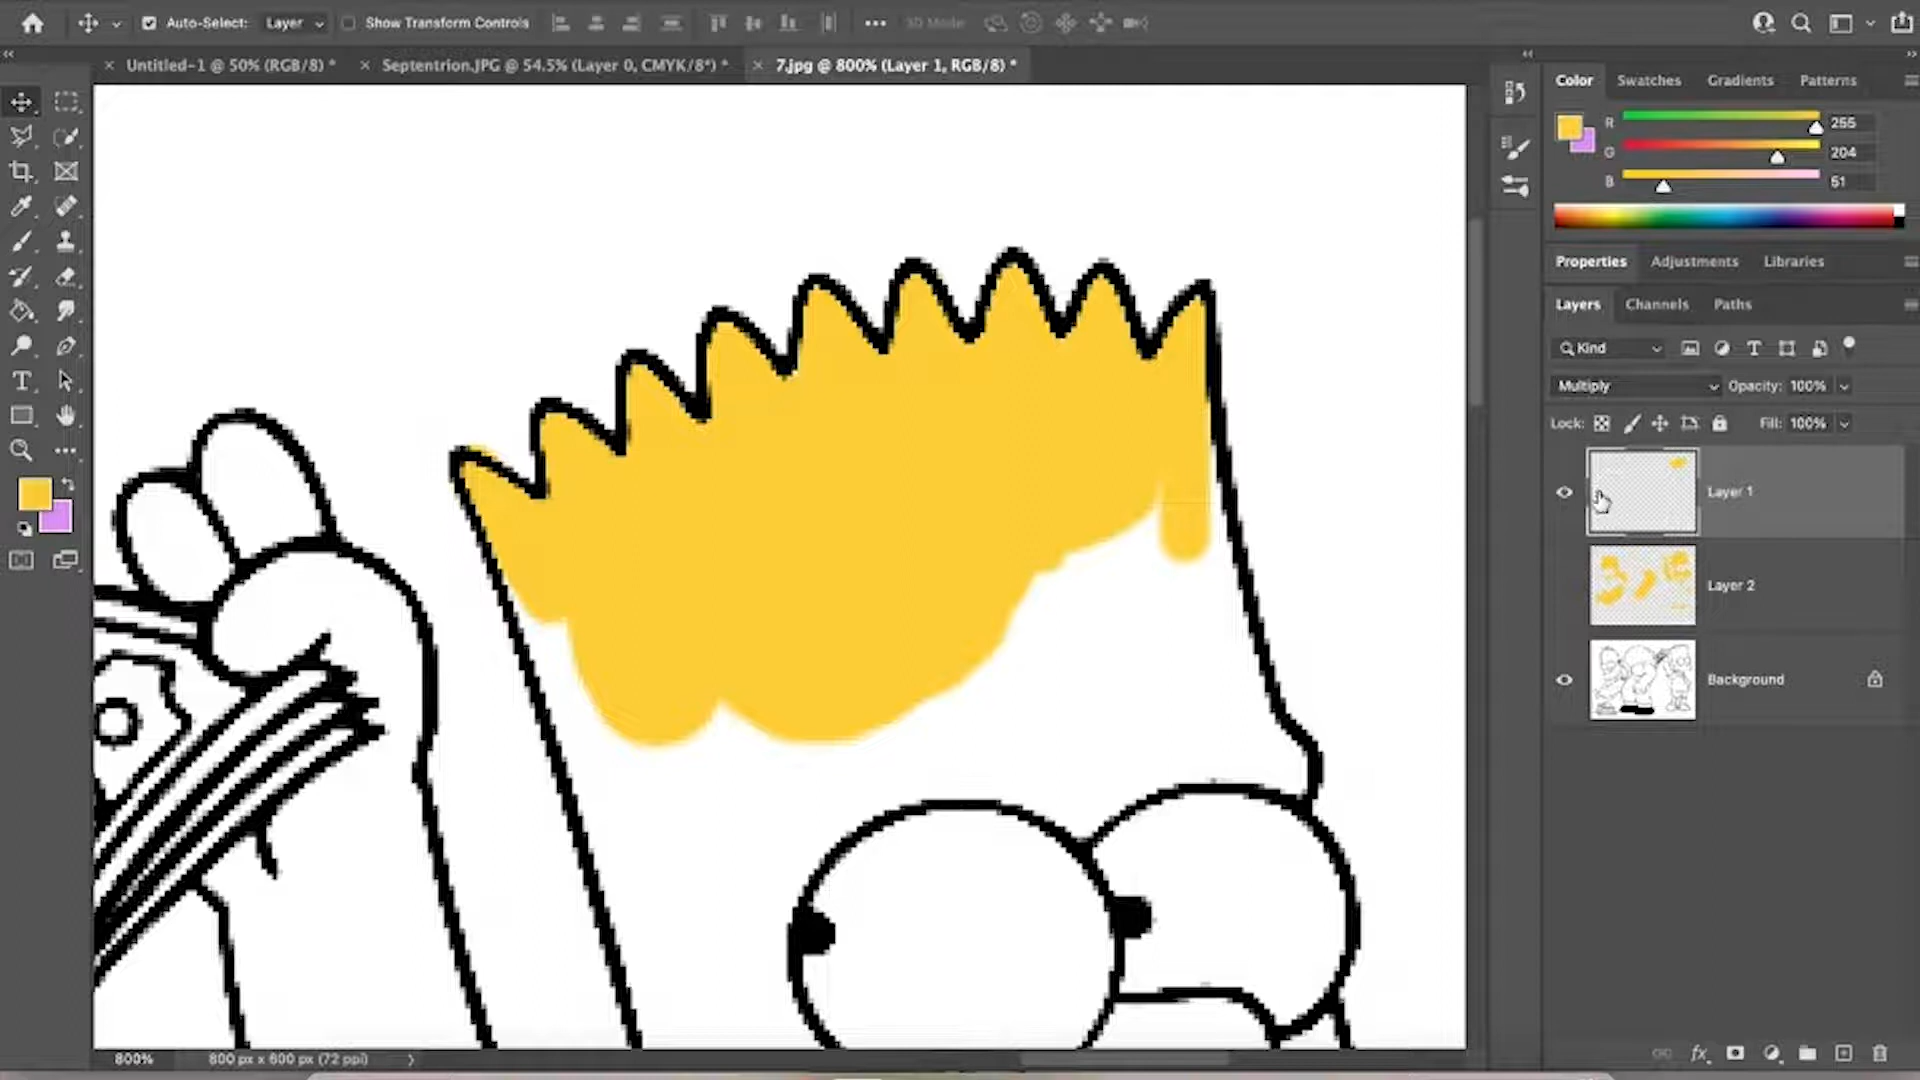 Auto-Select: Layer Show Transform Controls 3D Mode
Untitled-1 @ 50% (RGB/8) * Septentrion.JPG @ 54.5% (Layer 0, CMYK/8*) * 7.jpg @ 800% (Layer 1, RGB/8) *
Color Swatches Gradients Patterns
R 255
G 204
B 51
Properties Adjustments Libraries
Layers Channels Paths
Kind
Multiply Opacity: 100%
Lock: Fill: 100%
Layer 1
Layer 2
Background
fx
800% 800 px x 600 px (72 ppi)